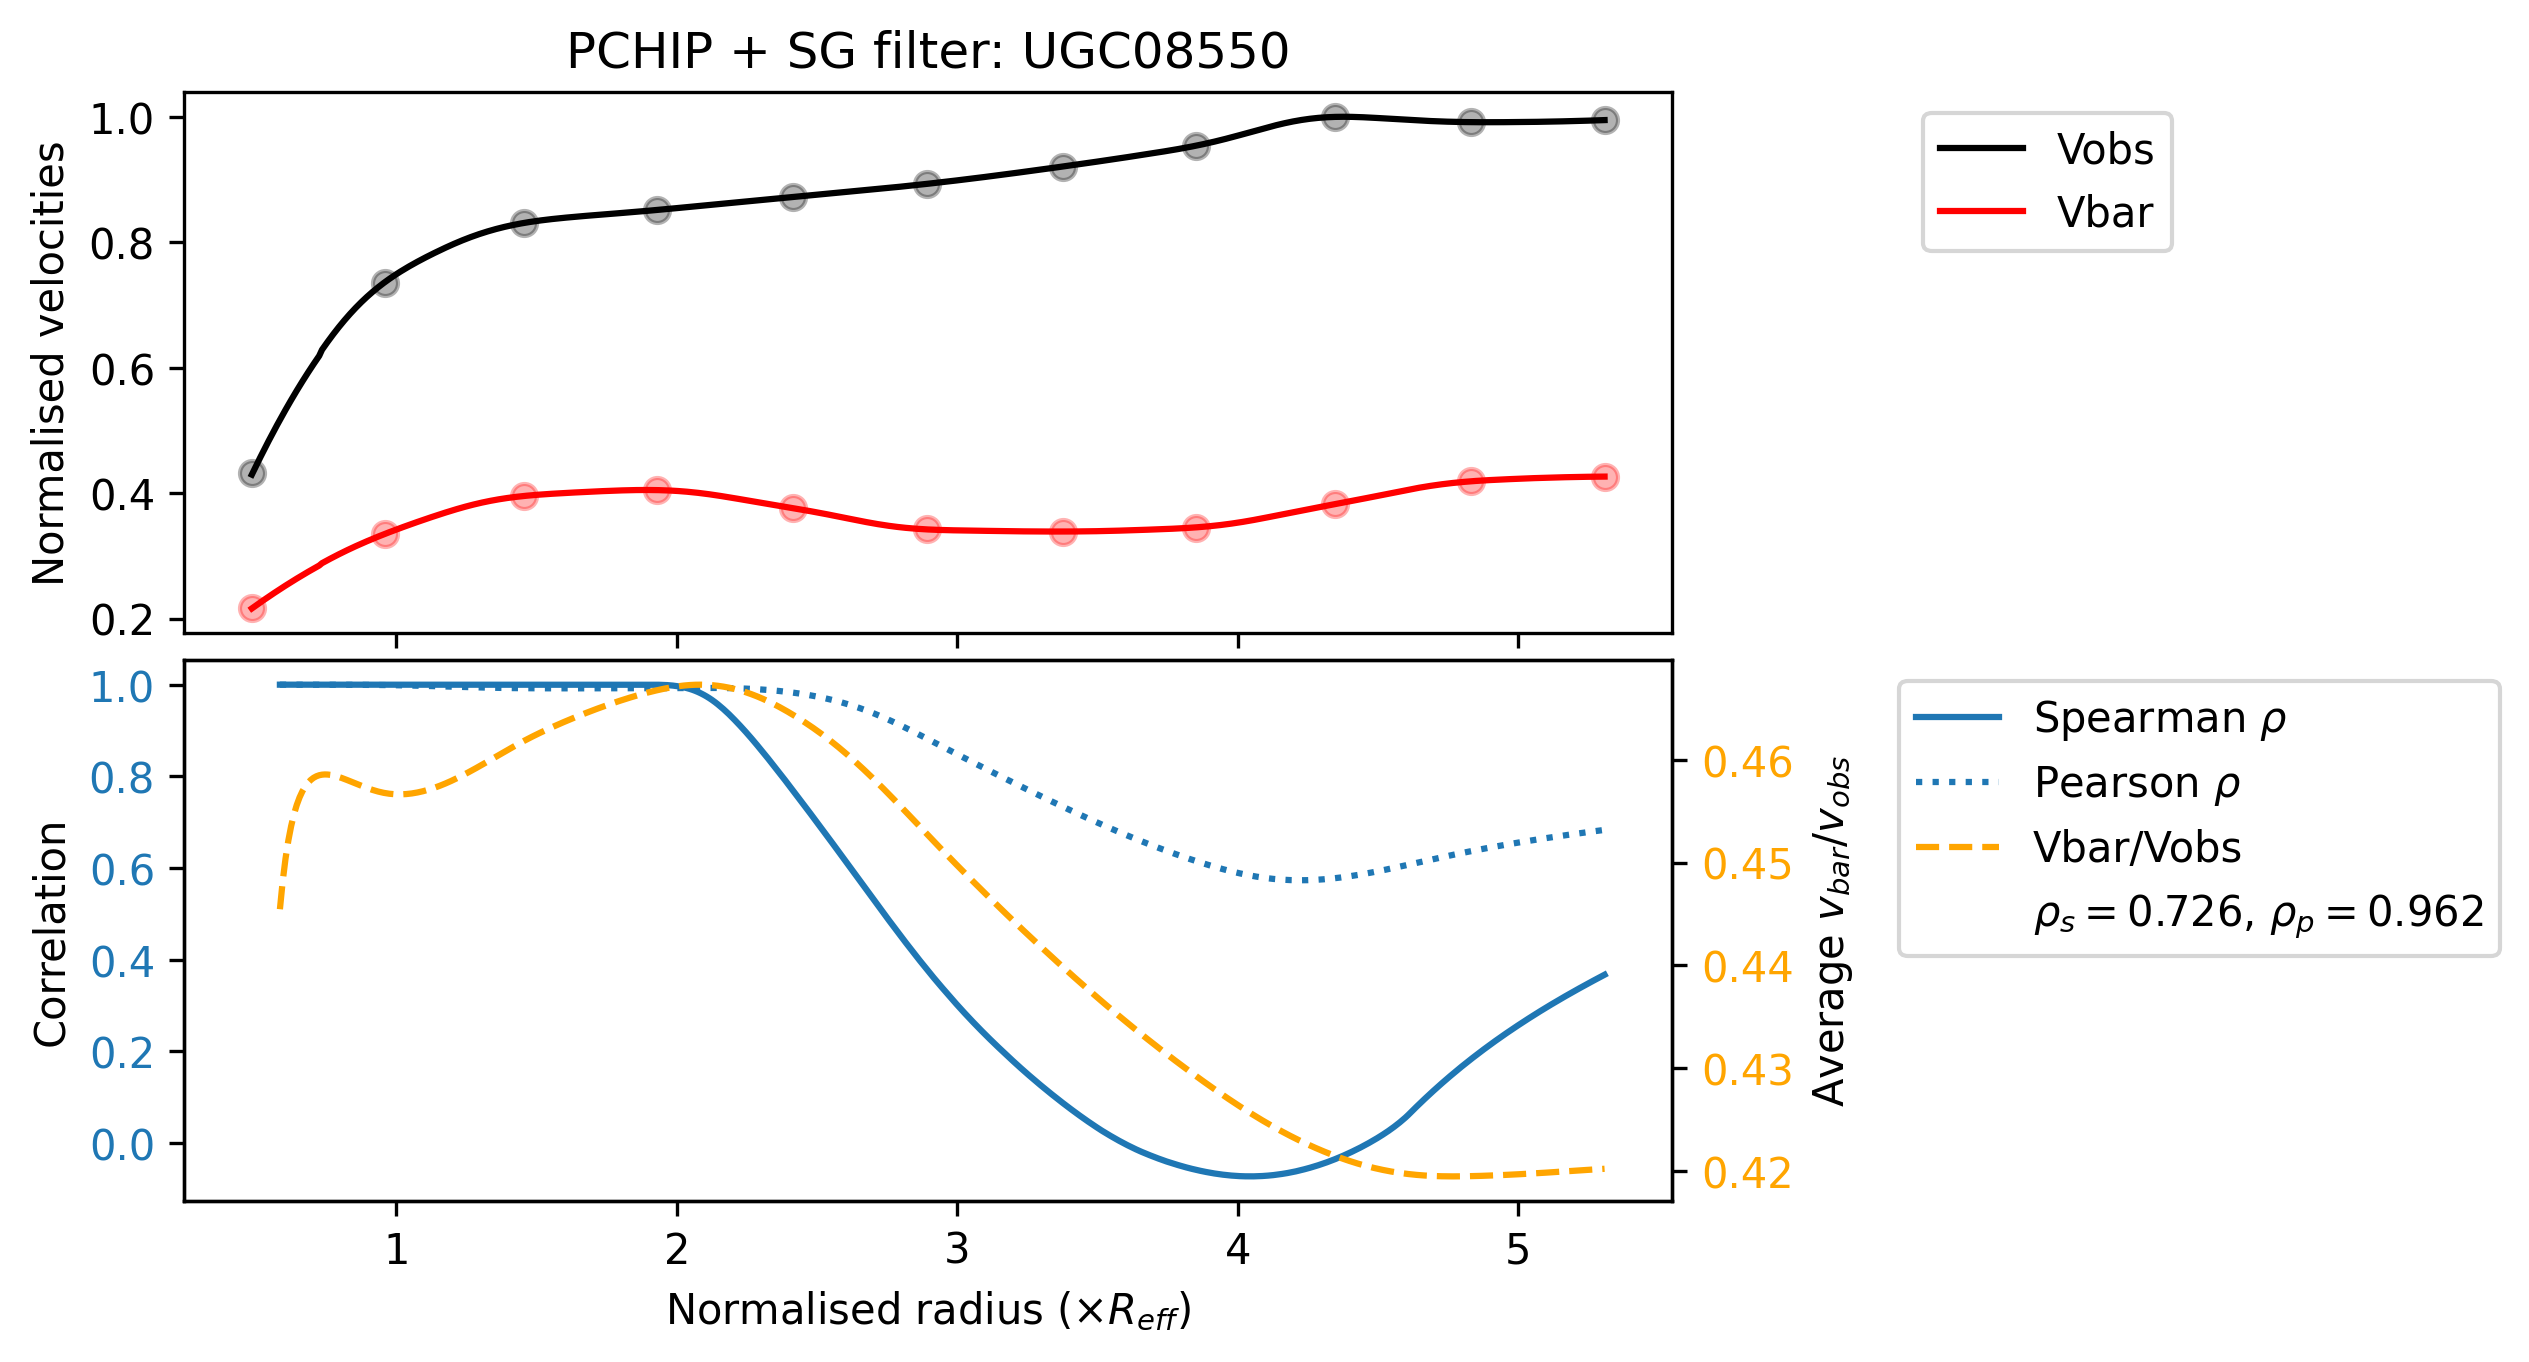 PCHIP + SG filter: UGC08550
Normalised velocities
1.0
0.8
0.6
0.4
0.2
Vobs
Vbar
Correlation
1.0
0.8
0.6
0.4
0.2
0.0
0.46
0.45
0.44
0.43
0.42
Average v_bar/v_obs
Spearman ρ
Pearson ρ
Vbar/Vobs
ρ_s = 0.726, ρ_p = 0.962
1 2 3 4 5
Normalised radius (×R_eff)